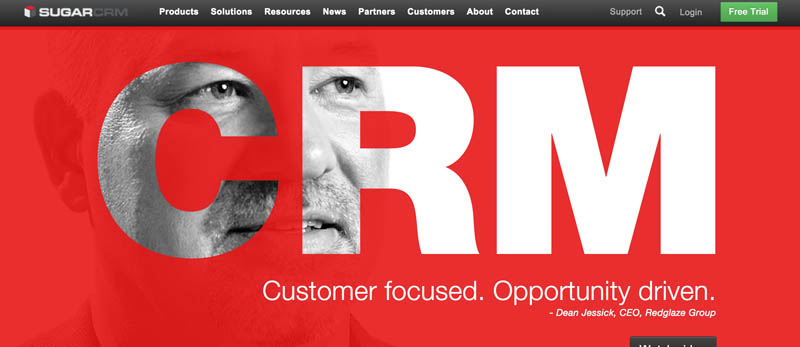 SUGARCRM Products Solutions Resources News Partners Customers About Contact Support Login Free Trial
CRM
Customer focused. Opportunity driven.
- Dean Jessick, CEO, Redglaze Group